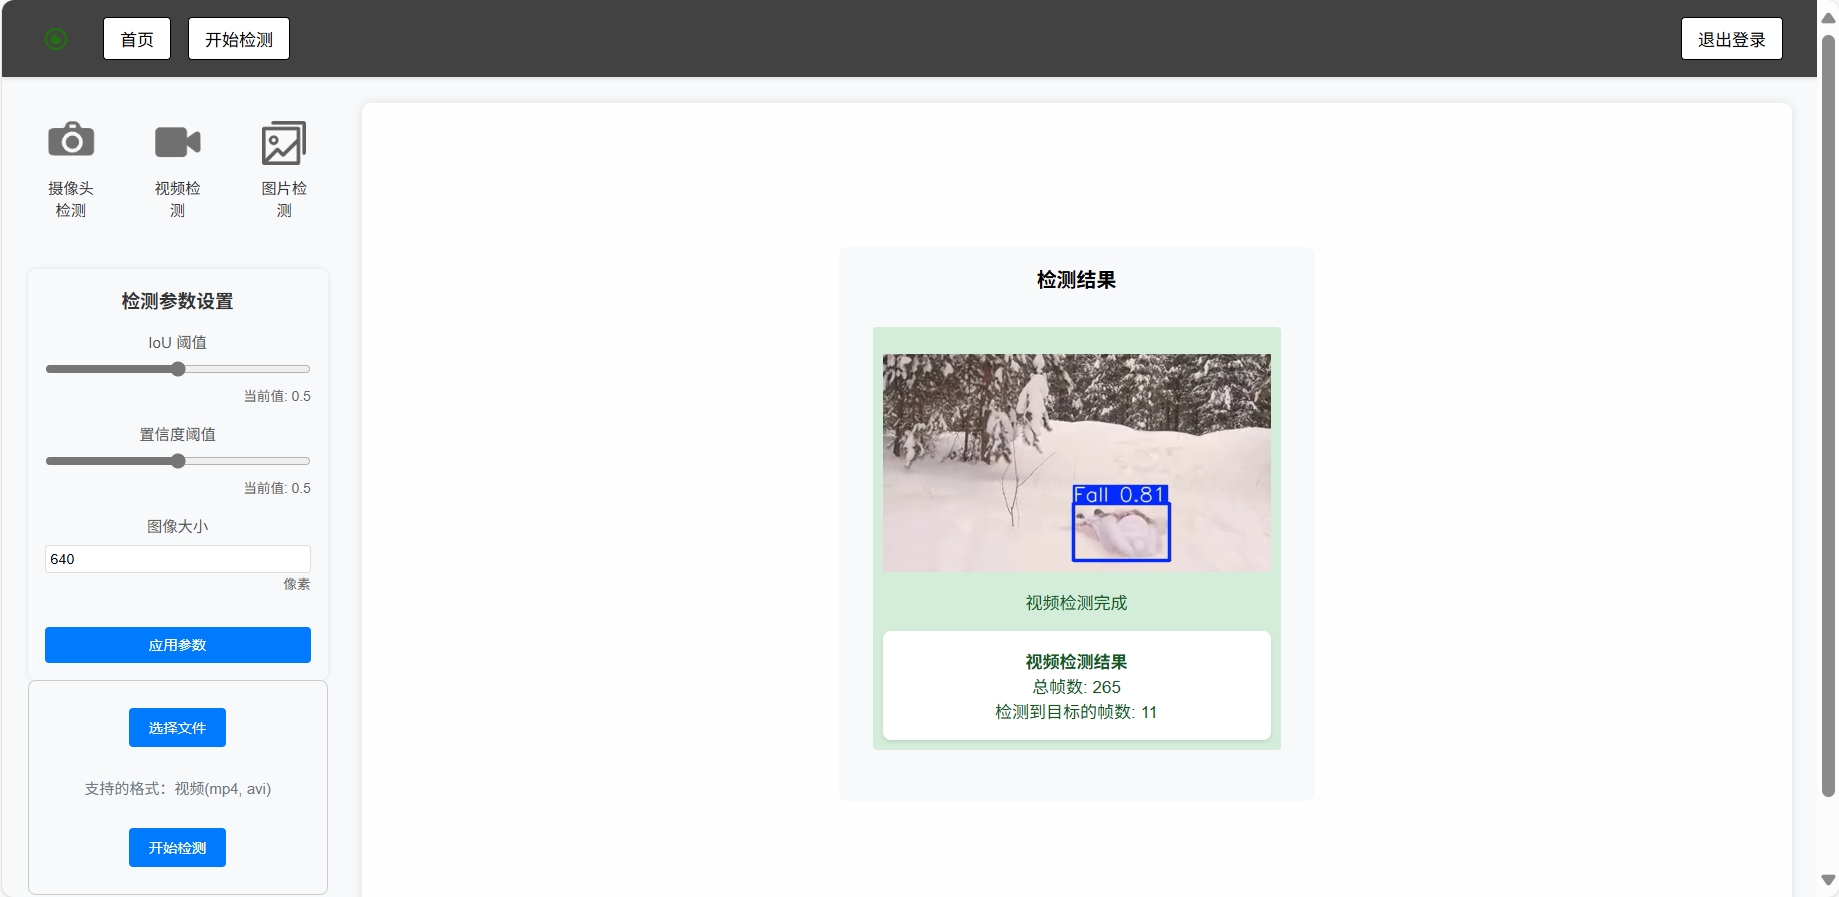 首页
开始检测
退出登录
摄像头
检测
视频检
测
图片检
测
检测参数设置
IoU 阈值
当前值: 0.5
置信度阈值
当前值: 0.5
图像大小
640
像素
应用参数
选择文件
支持的格式：视频(mp4, avi)
开始检测
检测结果
Fall 0.81
视频检测完成
视频检测结果
总帧数: 265
检测到目标的帧数: 11